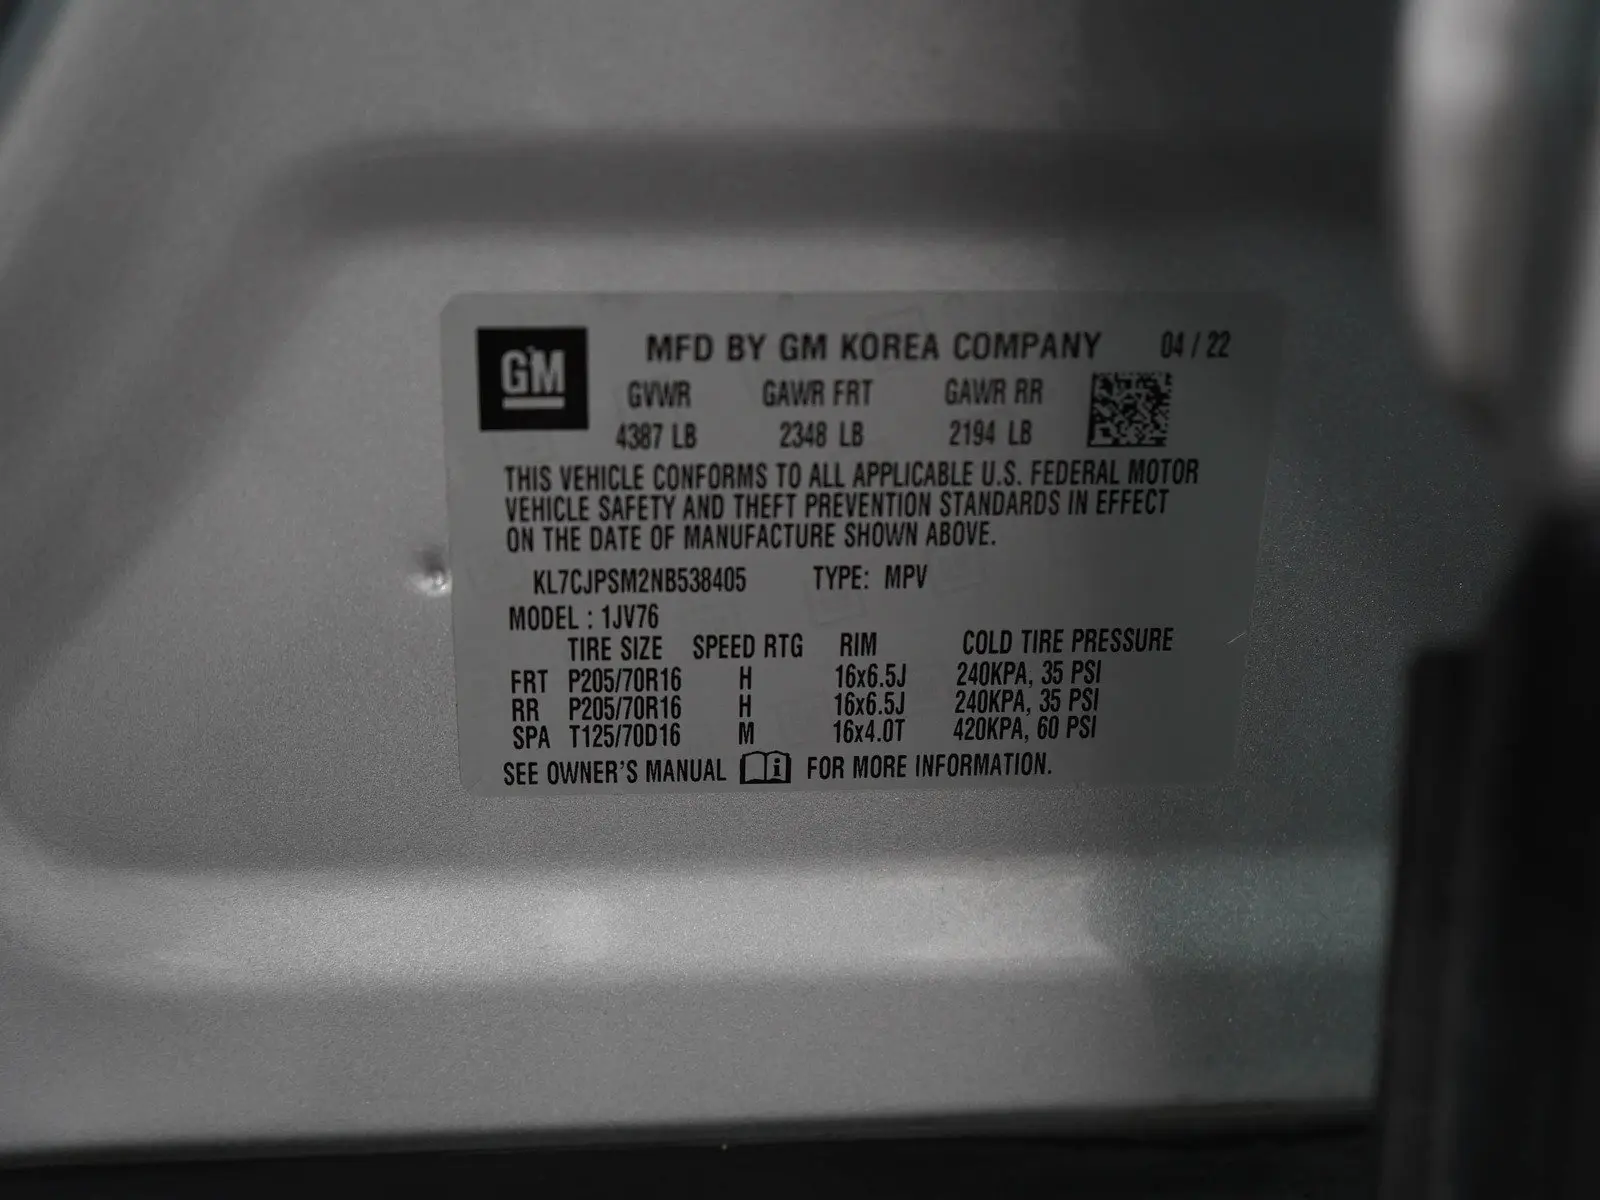 GM MFD BY GM KOREA COMPANY 04 / 22
GVWR GAWR FRT GAWR RR
4387 LB 2348 LB 2194 LB
THIS VEHICLE CONFORMS TO ALL APPLICABLE U.S. FEDERAL MOTOR
VEHICLE SAFETY AND THEFT PREVENTION STANDARDS IN EFFECT
ON THE DATE OF MANUFACTURE SHOWN ABOVE.
KL7CJPSM2NB538405 TYPE: MPV
MODEL : 1JV76
TIRE SIZE SPEED RTG RIM COLD TIRE PRESSURE
FRT P205/70R16 H 16x6.5J 240KPA, 35 PSI
RR P205/70R16 H 16x6.5J 240KPA, 35 PSI
SPA T125/70D16 M 16x4.0T 420KPA, 60 PSI
SEE OWNER'S MANUAL i FOR MORE INFORMATION.